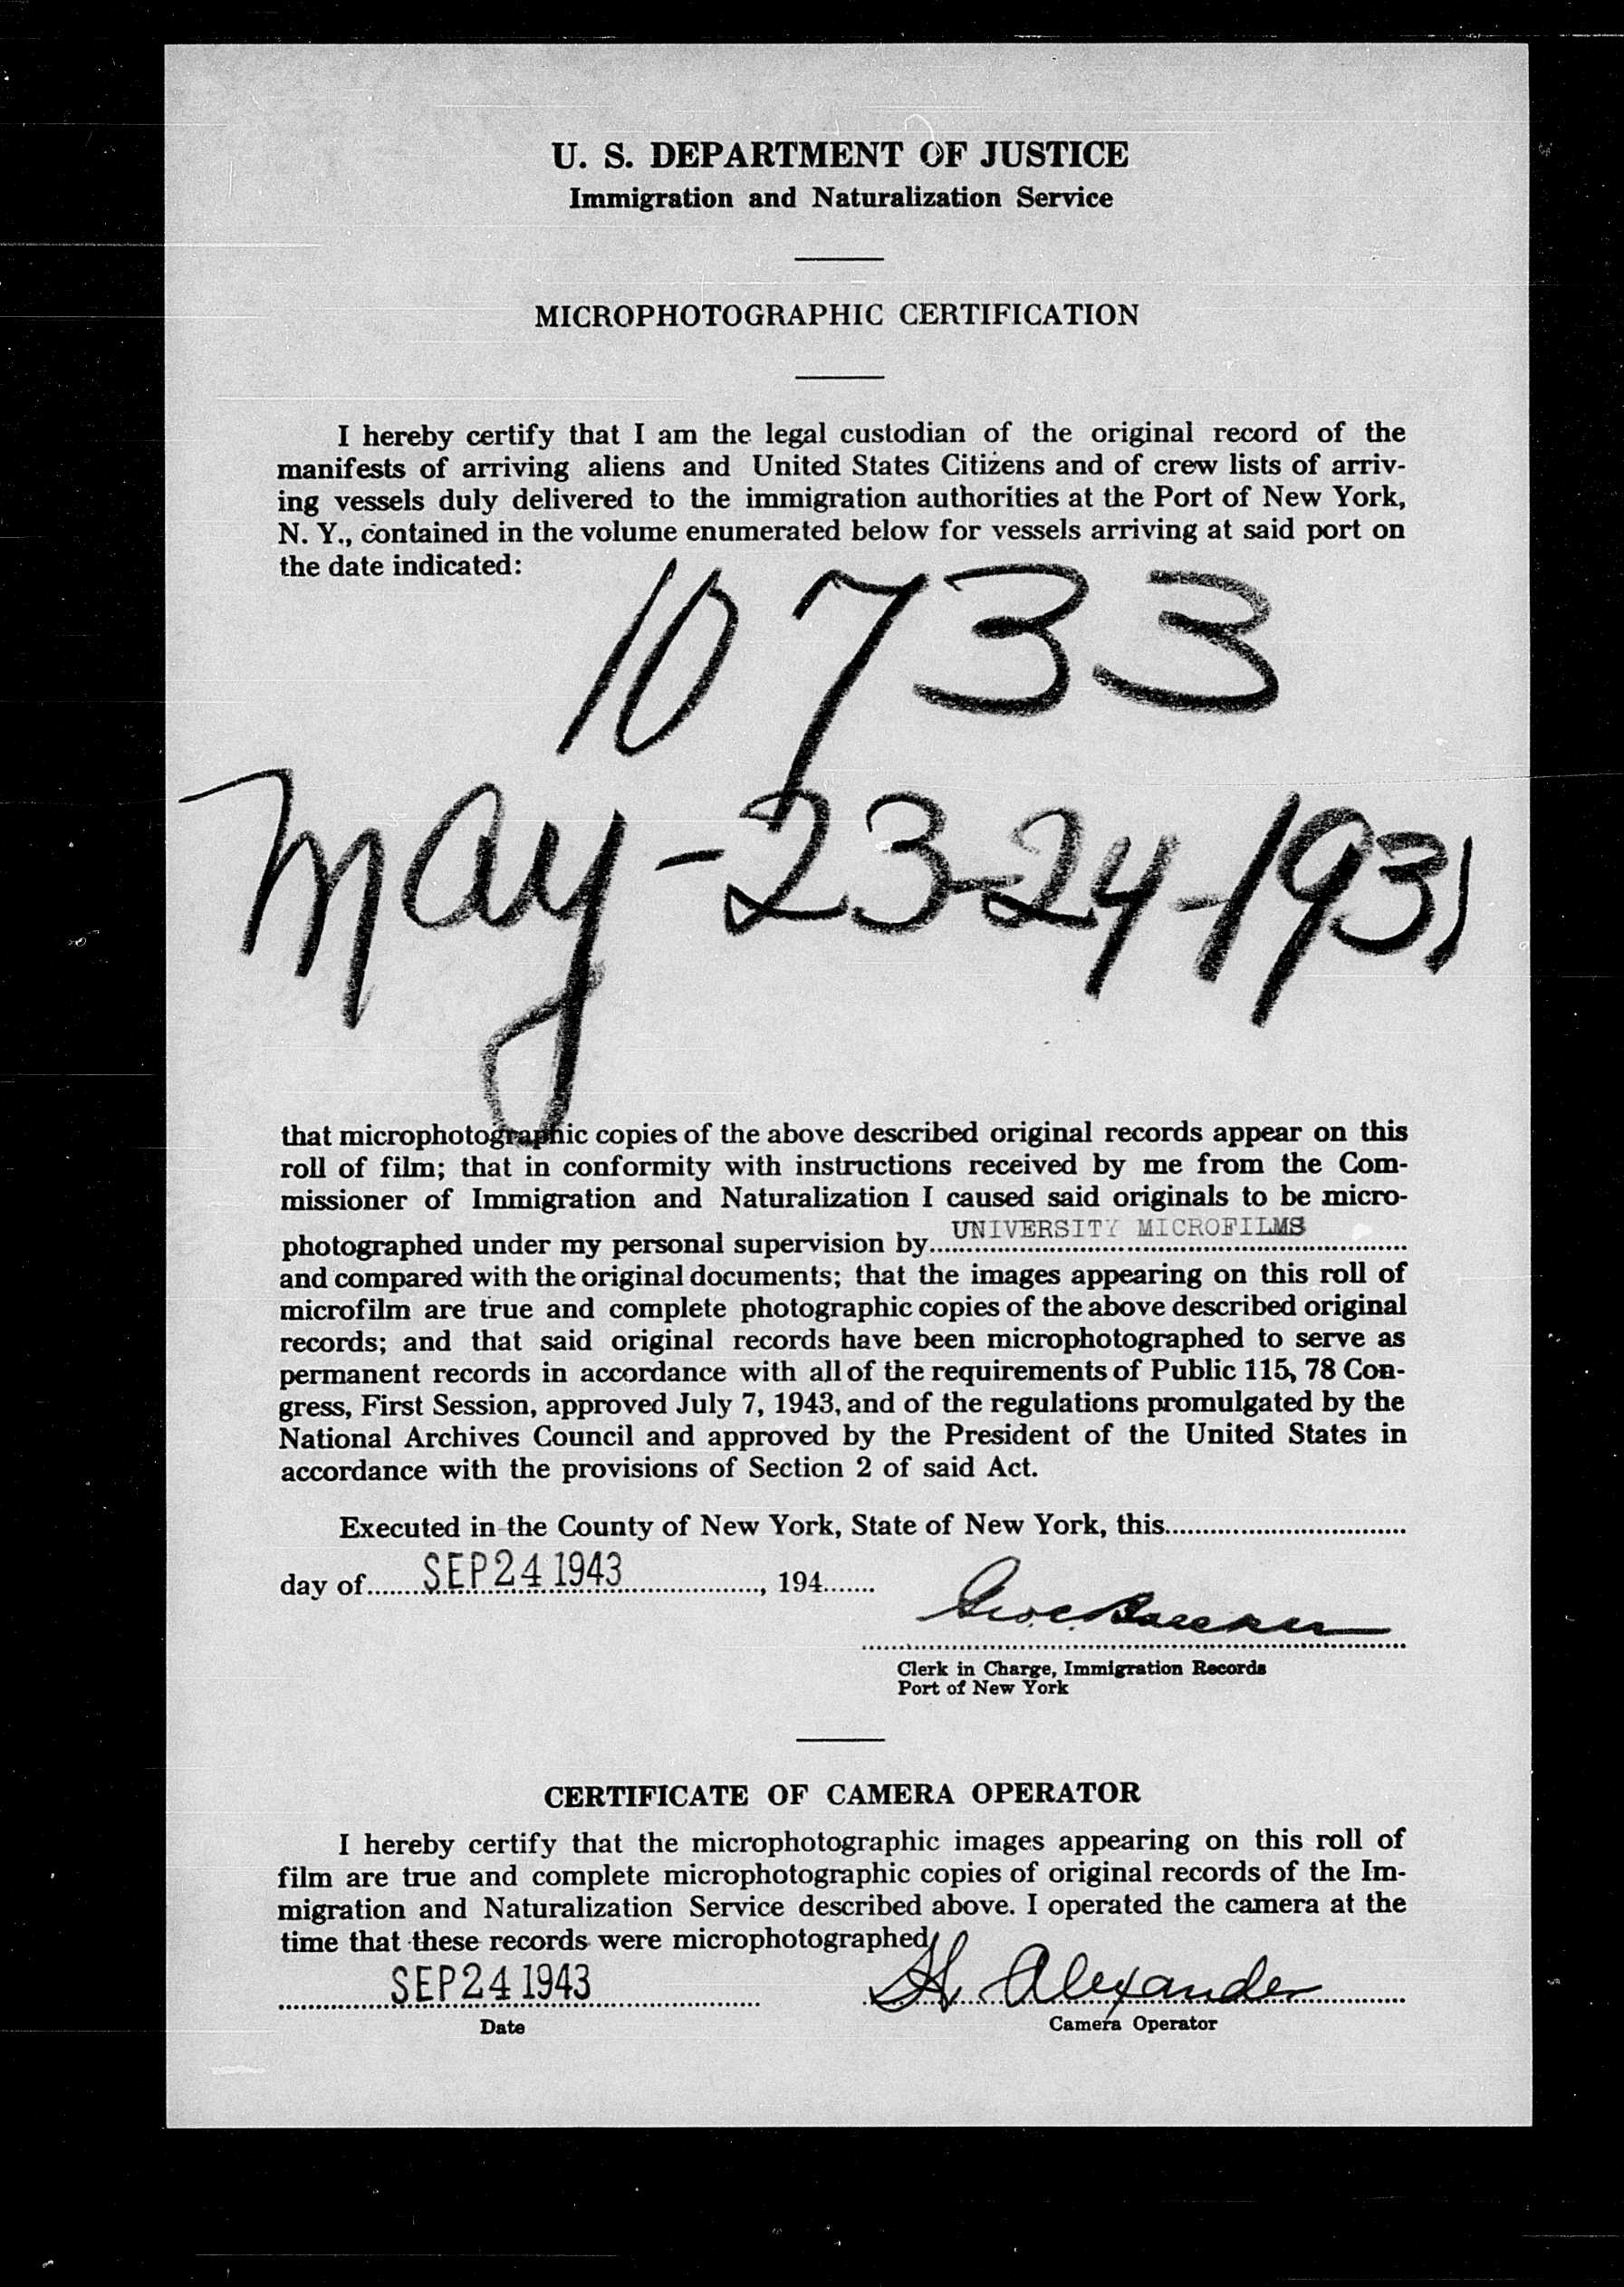 U. S. DEPARTMENT OF JUSTICE
Immigration and Naturalization Service
MICROPHOTOGRAPHIC CERTIFICATION
I hereby certify that I am the legal custodian of the original record of the
manifests of arriving aliens and United States Citizens and of crew lists of arriv-
ing vessels duly delivered to the immigration authorities at the Port of New York,
N. Y., contained in the volume enumerated below for vessels arriving at said port on
the date indicated:
10733
May-23-24-1931
that microphotographic copies of the above described original records appear on this
roll of film; that in conformity with instructions received by me from the Com-
missioner of Immigration and Naturalization I caused said originals to be micro-
photographed under my personal supervision by UNIVERSITY MICROFILMS
and compared with the original documents; that the images appearing on this roll of
microfilm are true and complete photographic copies of the above described original
records; and that said original records have been microphotographed to serve as
permanent records in accordance with all of the requirements of Public 115, 78 Con-
gress, First Session, approved July 7, 1943, and of the regulations promulgated by the
National Archives Council and approved by the President of the United States in
accordance with the provisions of Section 2 of said Act.
Executed in the County of New York, State of New York, this
day of SEP 24 1943, 194
Clerk in Charge, Immigration Records
Port of New York
CERTIFICATE OF CAMERA OPERATOR
I hereby certify that the microphotographic images appearing on this roll of
film are true and complete microphotographic copies of original records of the Im-
migration and Naturalization Service described above. I operated the camera at the
time that these records were microphotographed.
SEP 24 1943 H. Alexander
Date Camera Operator